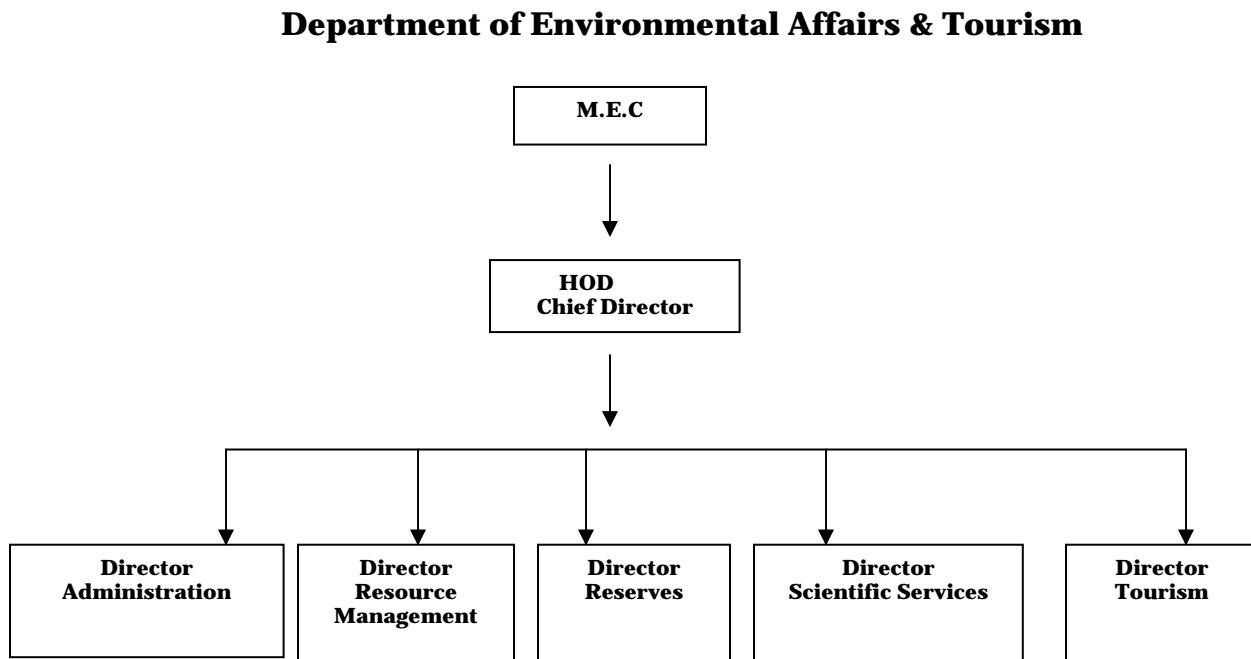 Department of Environmental Affairs & Tourism
M.E.C
HOD
Chief Director
Director
Administration
Director
Resource
Management
Director
Reserves
Director
Scientific Services
Director
Tourism